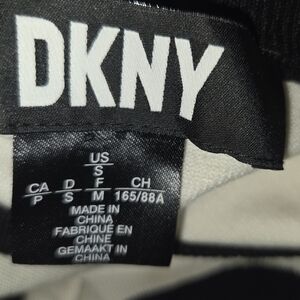 DKNY
US
S
CA D F CH
P S M 165/88A
MADE IN
CHINA
FABRIQUÉ EN
CHINE
GEMAAKT IN
CHINA